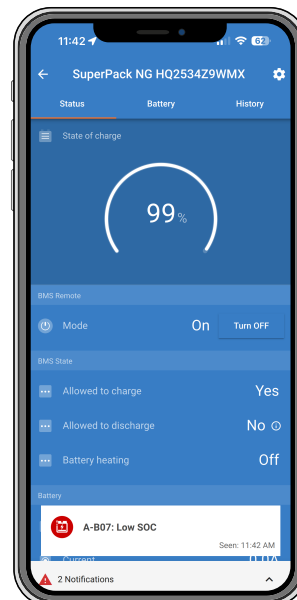 11:42
62
SuperPack NG HQ2534Z9WMX
Status
Battery
History
State of charge
99%
BMS Remote
Mode
On
Turn OFF
BMS State
Allowed to charge
Yes
Allowed to discharge
No
Battery heating
Off
Battery
A-B07: Low SOC
Seen: 11:42 AM
Current
0.0A
2 Notifications